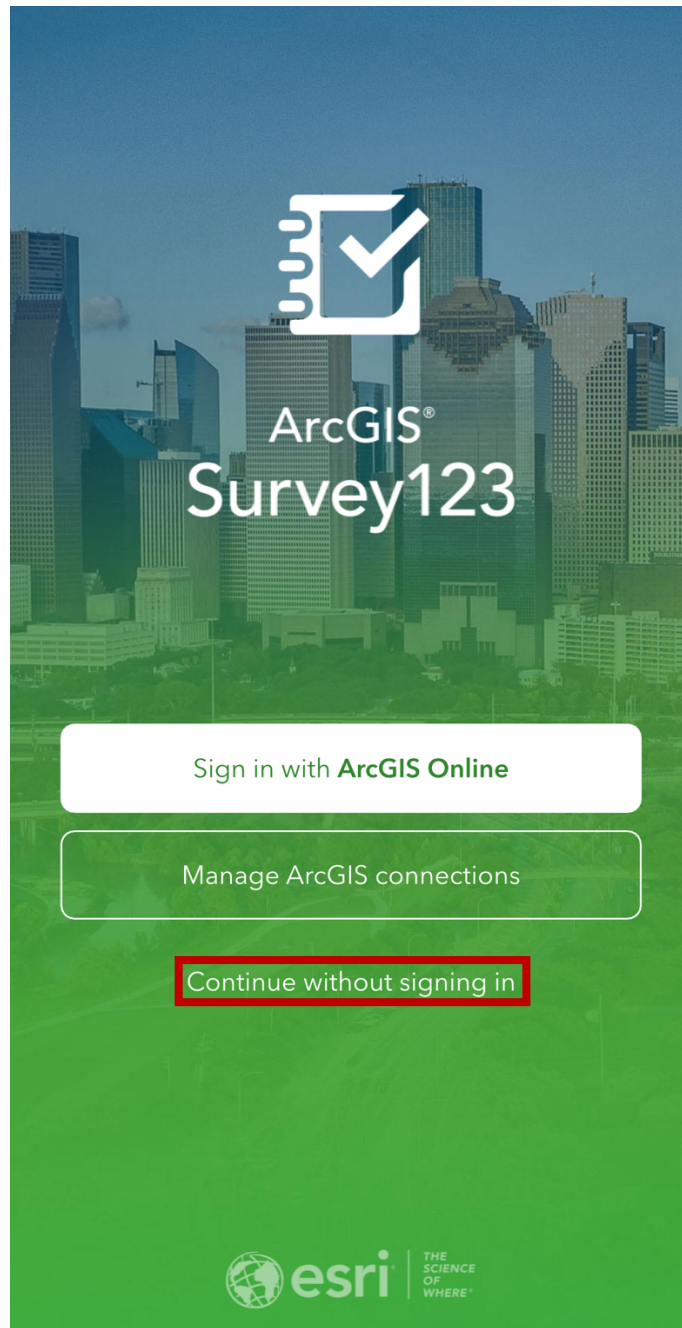 ArcGIS®
Survey123
Sign in with ArcGIS Online
Manage ArcGIS connections
Continue without signing in
esri
THE
SCIENCE
OF
WHERE®